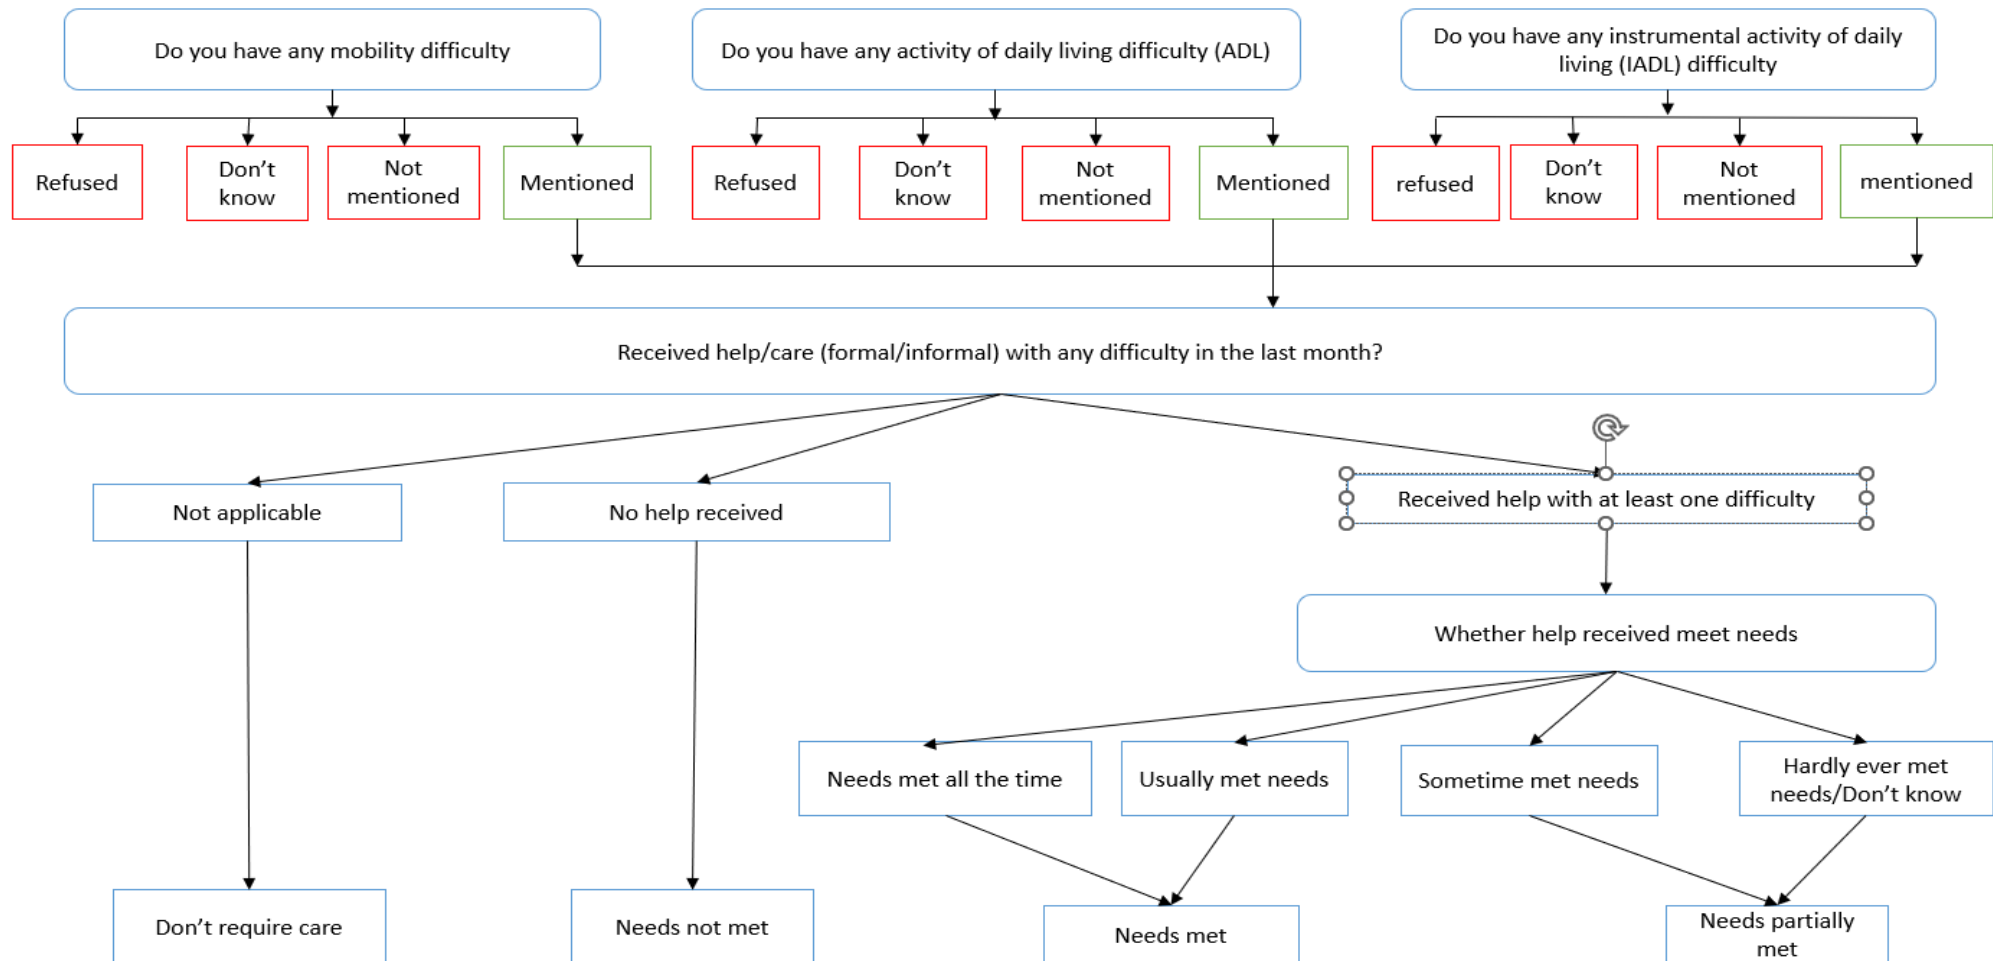 Do you have any mobility difficulty
Do you have any activity of daily living difficulty (ADL)
Do you have any instrumental activity of daily
living (IADL) difficulty
Refused
Don't
know
Not
mentioned
Mentioned
Refused
Don't
know
Not
mentioned
Mentioned
refused
Don't
know
Not
mentioned
mentioned
Received help/care (formal/informal) with any difficulty in the last month?
Not applicable
No help received
Received help with at least one difficulty
Whether help received meet needs
Needs met all the time
Usually met needs
Sometime met needs
Hardly ever met
needs/Don't know
Don't require care
Needs not met
Needs met
Needs partially
met